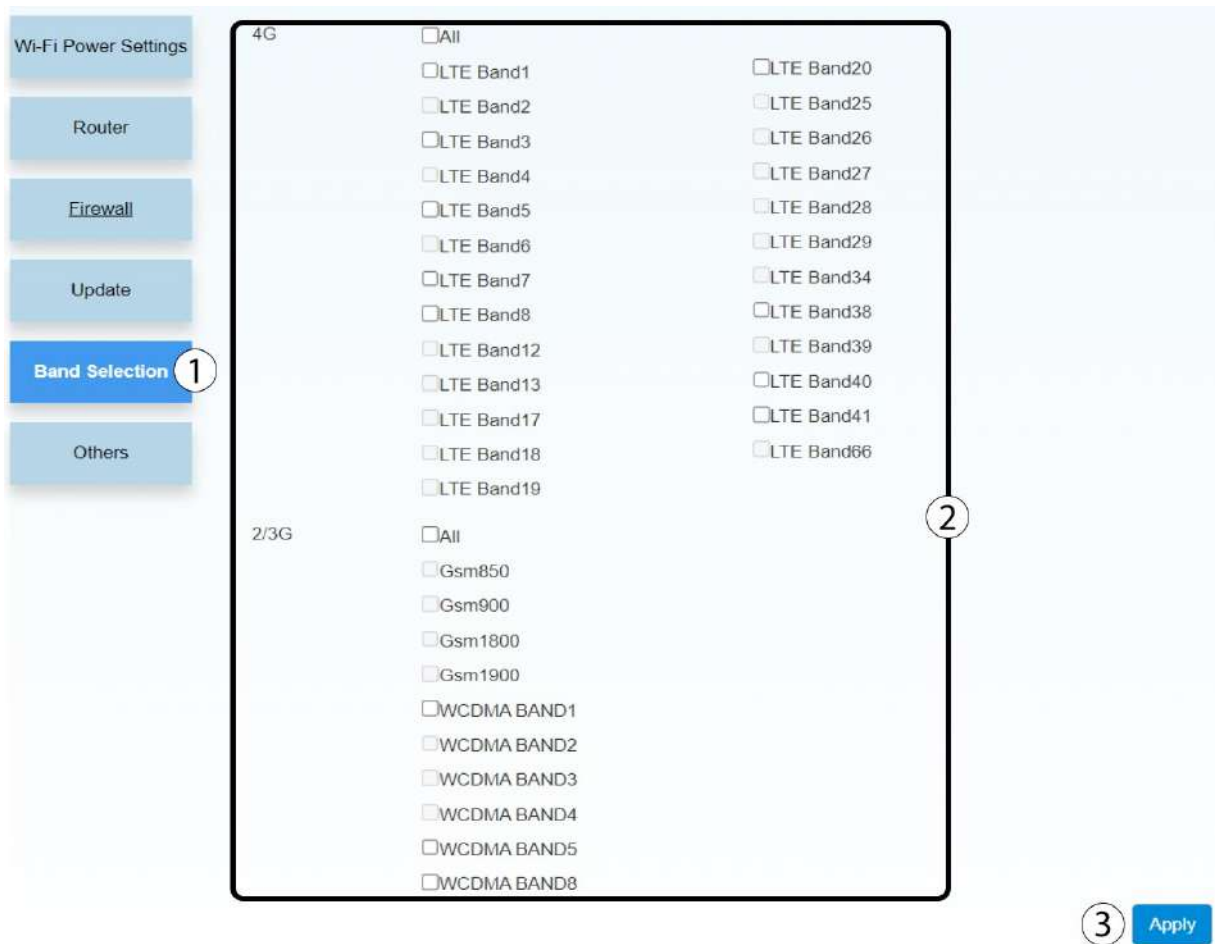 Wi-Fi Power Settings
Router
Firewall
Update
Band Selection 1
Others
4G
All
LTE Band1
LTE Band2
LTE Band3
LTE Band4
LTE Band5
LTE Band6
LTE Band7
LTE Band8
LTE Band12
LTE Band13
LTE Band17
LTE Band18
LTE Band19
LTE Band20
LTE Band25
LTE Band26
LTE Band27
LTE Band28
LTE Band29
LTE Band34
LTE Band38
LTE Band39
LTE Band40
LTE Band41
LTE Band66
2
2/3G
All
Gsm850
Gsm900
Gsm1800
Gsm1900
WCDMA BAND1
WCDMA BAND2
WCDMA BAND3
WCDMA BAND4
WCDMA BAND5
WCDMA BAND8
3 Apply